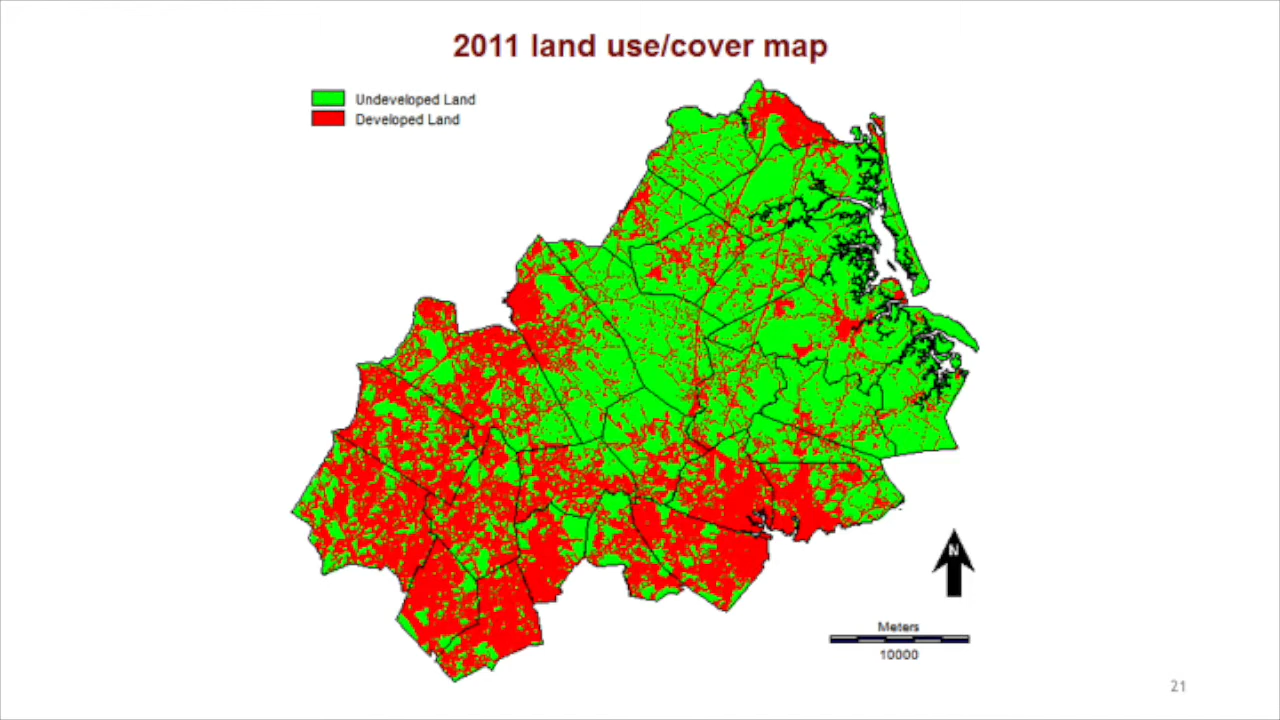 2011 land use/cover map
Undeveloped Land
Developed Land
N
Meters
10000
21